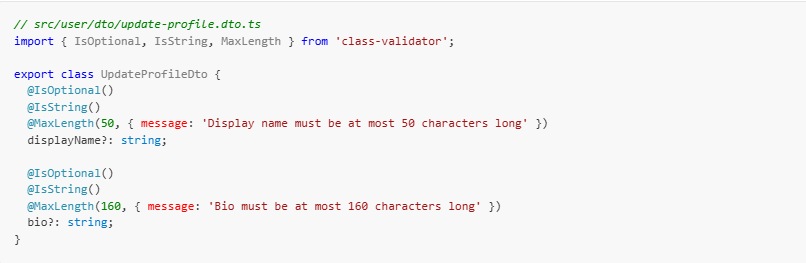 // src/user/dto/update-profile.dto.ts
import { IsOptional, IsString, MaxLength } from 'class-validator';

export class UpdateProfileDto {
  @IsOptional()
  @IsString()
  @MaxLength(50, { message: 'Display name must be at most 50 characters long' })
  displayName?: string;

  @IsOptional()
  @IsString()
  @MaxLength(160, { message: 'Bio must be at most 160 characters long' })
  bio?: string;
}